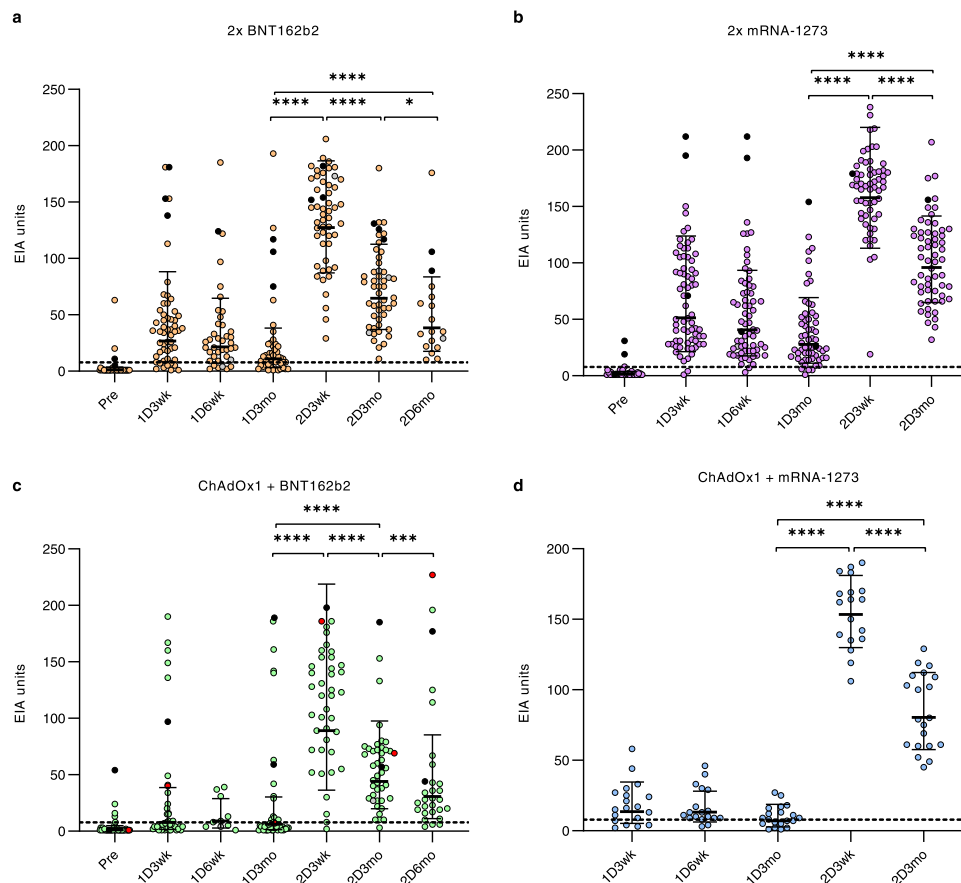 a
2x BNT162b2
****
**** **** *
EIA units
250
200
150
100
50
0
Pre 1D3wk 1D6wk 1D3mo 2D3wk 2D3mo 2D6mo
b
2x mRNA-1273
****
**** ****
EIA units
250
200
150
100
50
0
Pre 1D3wk 1D6wk 1D3mo 2D3wk 2D3mo
c
ChAdOx1 + BNT162b2
****
**** **** ***
EIA units
250
200
150
100
50
0
Pre 1D3wk 1D6wk 1D3mo 2D3wk 2D3mo 2D6mo
d
ChAdOx1 + mRNA-1273
****
**** ****
EIA units
200
150
100
50
0
1D3wk 1D6wk 1D3mo 2D3wk 2D3mo